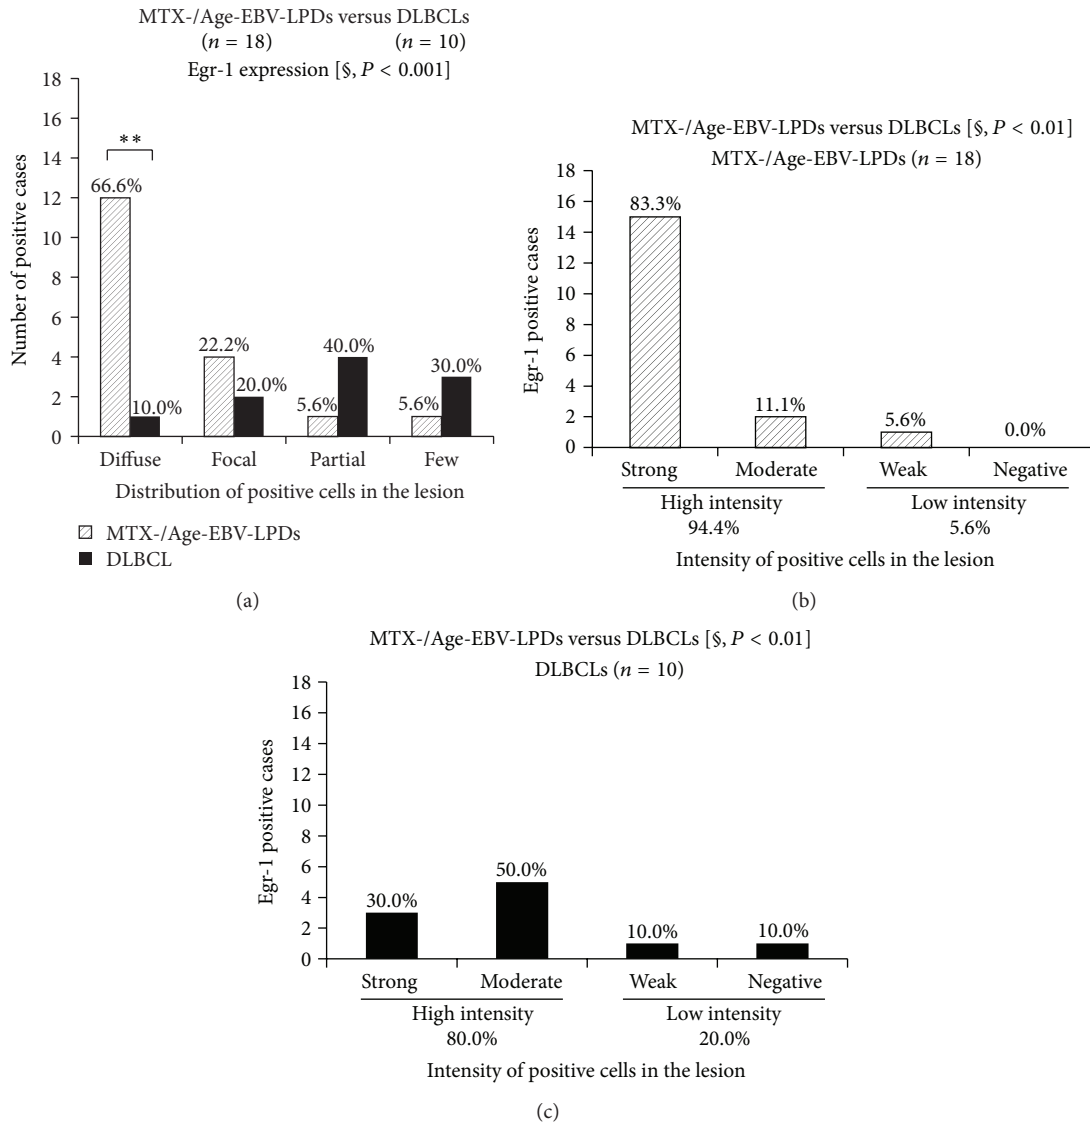 MTX-/Age-EBV-LPDs versus DLBCLs
(n = 18) (n = 10)
Egr-1 expression [§, P < 0.001]
18
16
14
12
10
8
6
4
2
0
Number of positive cases
**
66.6%
10.0%
22.2%
20.0%
5.6%
40.0%
5.6%
30.0%
Diffuse Focal Partial Few
Distribution of positive cells in the lesion
MTX-/Age-EBV-LPDs
DLBCL
(a)
MTX-/Age-EBV-LPDs versus DLBCLs [§, P < 0.01]
MTX-/Age-EBV-LPDs (n = 18)
18
16
14
12
10
8
6
4
2
0
Egr-1 positive cases
83.3%
11.1%
5.6%
0.0%
Strong Moderate Weak Negative
High intensity Low intensity
94.4% 5.6%
Intensity of positive cells in the lesion
(b)
MTX-/Age-EBV-LPDs versus DLBCLs [§, P < 0.01]
DLBCLs (n = 10)
18
16
14
12
10
8
6
4
2
0
Egr-1 positive cases
30.0%
50.0%
10.0%
10.0%
Strong Moderate Weak Negative
High intensity Low intensity
80.0% 20.0%
Intensity of positive cells in the lesion
(c)